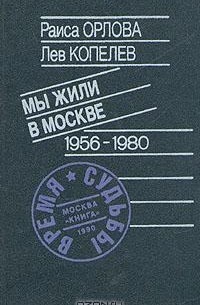 Раиса ОРЛОВА
Лев КОПЕЛЕВ
МЫ ЖИЛИ
В МОСКВЕ
1956-1980
ВРЕМЯ ★ СУДЬБЫ
МОСКВА
«КНИГА»
1990